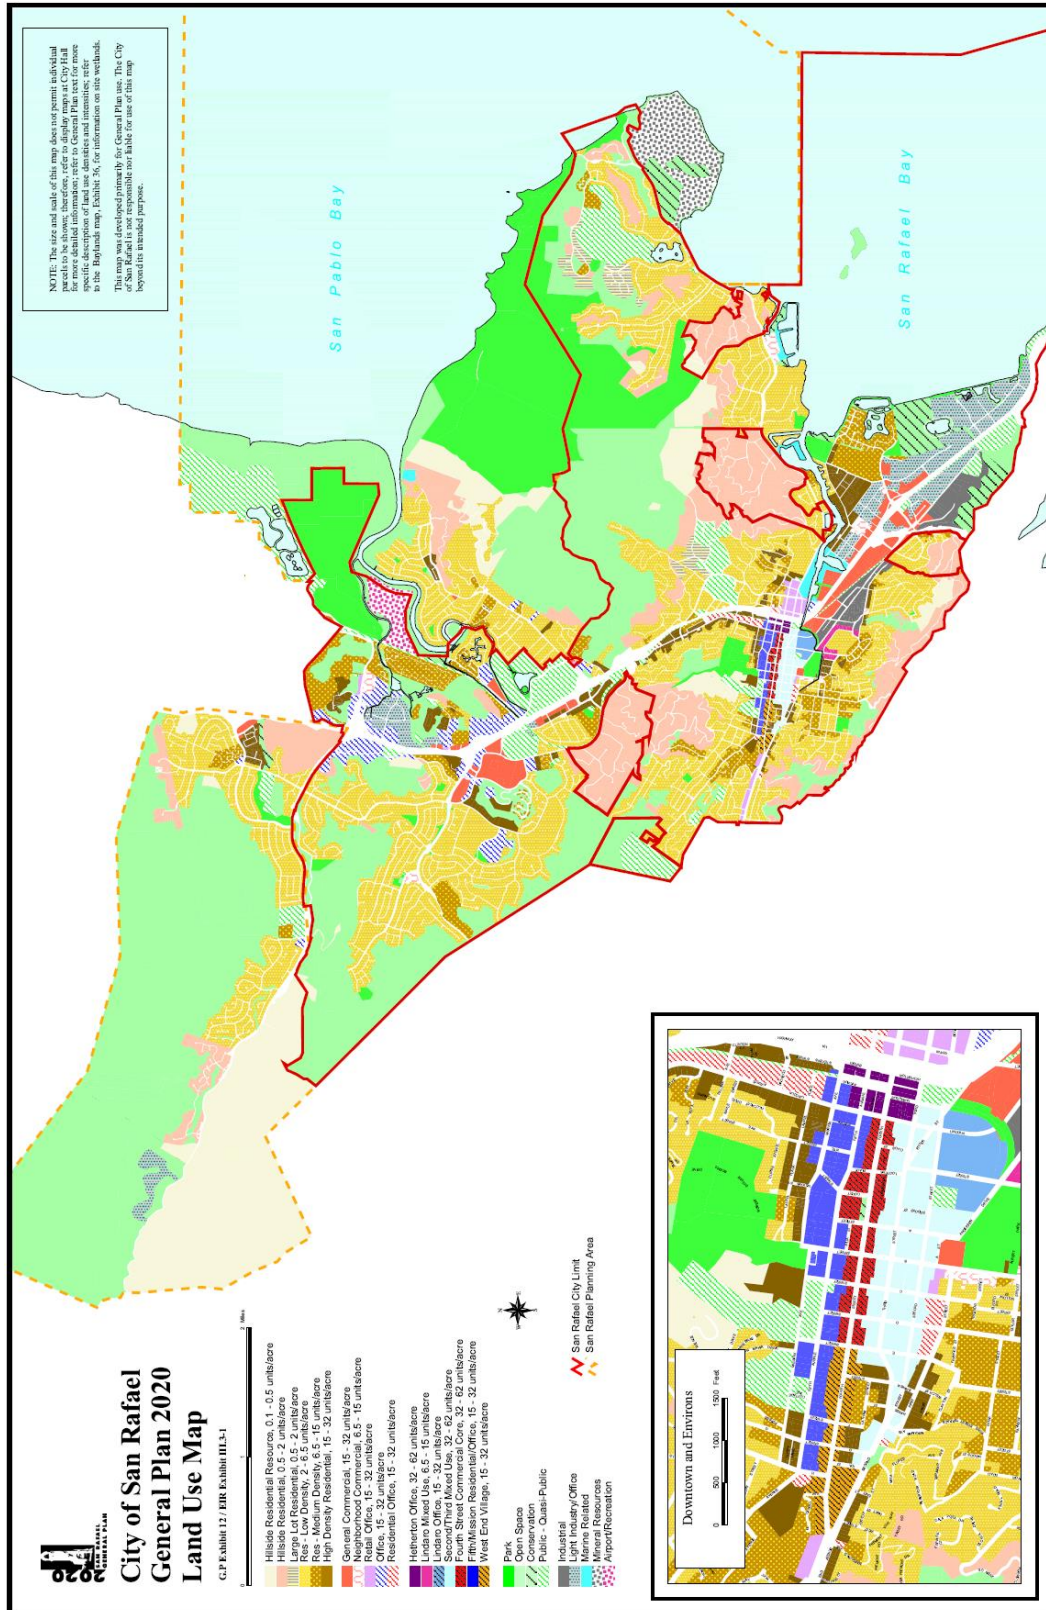 NOTE: The size and scale of this map does not permit individual
parcels to be shown; therefore, refer to display maps at City Hall
for more detailed information; refer to General Plan text for more
specific description of land use densities and intensities; refer
to the Baylands map, Exhibit 36, for information on site wetlands.
This map was developed primarily for General Plan use. The City
of San Rafael is not responsible nor liable for use of this map
beyond its intended purpose.
San Pablo Bay
San Rafael Bay
2020
SAN RAFAEL
GENERAL PLAN
City of San Rafael
General Plan 2020
Land Use Map
G.P. Exhibit 12 / EIR Exhibit III.3-1
0 1 2 Miles
Hillside Residential Resource, 0.1 - 0.5 units/acre
Hillside Residential, 0.5 - 2 units/acre
Large Lot Residential, 0.5 - 2 units/acre
Res - Low Density, 2 - 6.5 units/acre
Res - Medium Density, 6.5 - 15 units/acre
High Density Residential, 15 - 32 units/acre
General Commercial, 15 - 32 units/acre
Neighborhood Commercial, 6.5 - 15 units/acre
Retail Office, 15 - 32 units/acre
Office, 15 - 32 units/acre
Residential Office, 15 - 32 units/acre
Hetherton Office, 32 - 62 units/acre
Lindaro Mixed Use, 6.5 - 15 units/acre
Lindaro Office, 15 - 32 units/acre
Second/Third Mixed Use, 32 - 62 units/acre
Fourth Street Commercial Core, 32 - 62 units/acre
Fifth/Mission Residential/Office, 15 - 32 units/acre
West End Village, 15 - 32 units/acre
Park
Open Space
Conservation
Public - Quasi-Public
Industrial
Light Industry/Office
Marine Related
Mineral Resources
Airport/Recreation
San Rafael City Limit
San Rafael Planning Area
Downtown and Environs
0 500 1000 1500 Feet